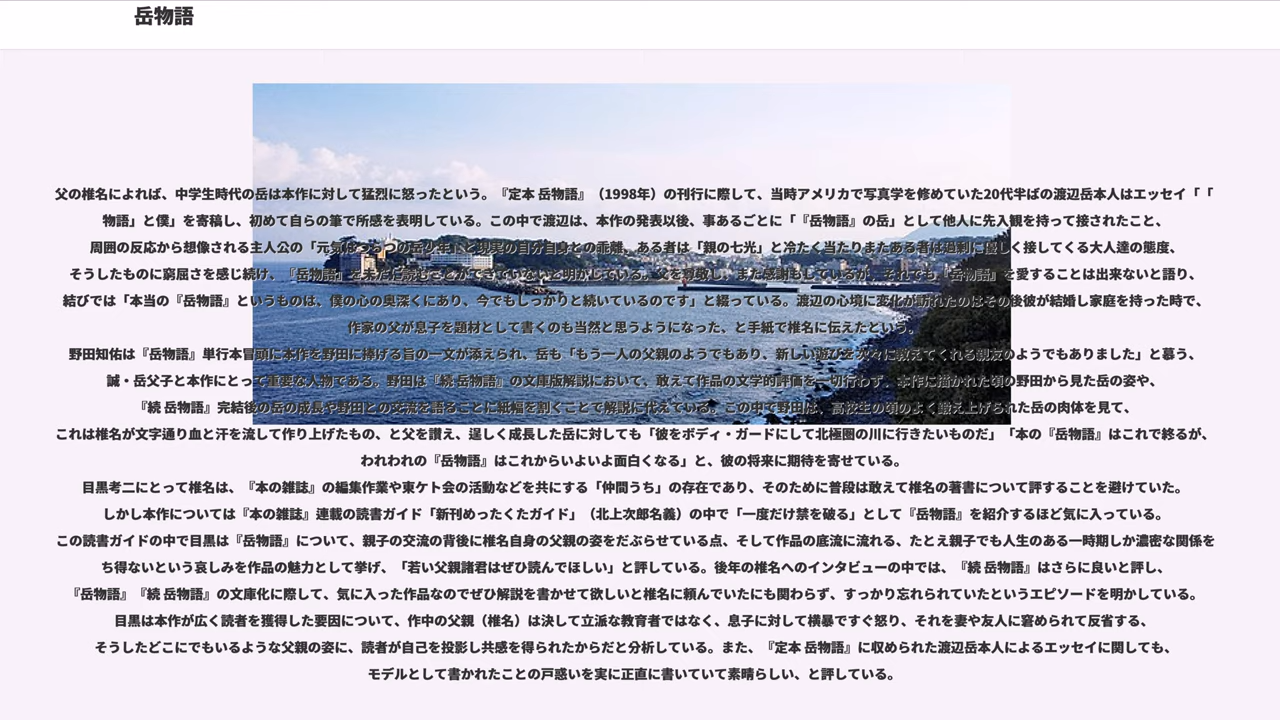 岳物語
父の椎名によれば、中学生時代の岳は本作に対して猛烈に怒ったという。『定本 岳物語』（1998年）の刊行に際して、当時アメリカで写真学を修めていた20代半ばの渡辺岳本人はエッセイ「「
物語」と僕」を寄稿し、初めて自らの筆で所感を表明している。この中で渡辺は、本作の発表以後、事あるごとに「『岳物語』の岳」として他人に先入観を持って接されたこと、
周囲の反応から想像される主人公の「元気はつらつの岳少年」と現実の自分自身との乖離、ある者は「親の七光」と冷たく当たりまたある者は過剰に優しく接してくる大人達の態度、
そうしたものに窮屈さを感じ続け、『岳物語』を未だに読むことができていないと明かしている。父を尊敬し、また感謝もしているが、それでも『岳物語』を愛することは出来ないと語り、
結びでは「本当の『岳物語』というものは、僕の心の奥深くにあり、今でもしっかりと続いているのです」と綴っている。渡辺の心境に変化が訪れたのはその後彼が結婚し家庭を持った時で、
作家の父が息子を題材として書くのも当然と思うようになった、と手紙で椎名に伝えたという。
野田知佑は『岳物語』単行本冒頭に本作を野田に捧げる旨の一文が添えられ、岳も「もう一人の父親のようでもあり、新しい遊びを次々に教えてくれる親友のようでもありました」と慕う、
誠・岳父子と本作にとって重要な人物である。野田は『続 岳物語』の文庫版解説において、敢えて作品の文学的評価を一切行わず、本作に描かれた頃の野田から見た岳の姿や、
『続 岳物語』完結後の岳の成長や野田との交流を語ることに紙幅を割くことで解説に代えている。この中で野田は、高校生の頃のよく鍛え上げられた岳の肉体を見て、
これは椎名が文字通り血と汗を流して作り上げたもの、と父を讃え、逞しく成長した岳に対しても「彼をボディ・ガードにして北極圏の川に行きたいものだ」「本の『岳物語』はこれで終るが、
われわれの『岳物語』はこれからいよいよ面白くなる」と、彼の将来に期待を寄せている。
目黒考二にとって椎名は、『本の雑誌』の編集作業や東ケト会の活動などを共にする「仲間うち」の存在であり、そのために普段は敢えて椎名の著書について評することを避けていた。
しかし本作については『本の雑誌』連載の読書ガイド「新刊めったくたガイド」（北上次郎名義）の中で「一度だけ禁を破る」として『岳物語』を紹介するほど気に入っている。
この読書ガイドの中で目黒は『岳物語』について、親子の交流の背後に椎名自身の父親の姿をだぶらせている点、そして作品の底流に流れる、たとえ親子でも人生のある一時期しか濃密な関係を
ち得ないという哀しみを作品の魅力として挙げ、「若い父親諸君はぜひ読んでほしい」と評している。後年の椎名へのインタビューの中では、『続 岳物語』はさらに良いと評し、
『岳物語』『続 岳物語』の文庫化に際して、気に入った作品なのでぜひ解説を書かせて欲しいと椎名に頼んでいたにも関わらず、すっかり忘れられていたというエピソードを明かしている。
目黒は本作が広く読者を獲得した要因について、作中の父親（椎名）は決して立派な教育者ではなく、息子に対して横暴ですぐ怒り、それを妻や友人に窘められて反省する、
そうしたどこにでもいるような父親の姿に、読者が自己を投影し共感を得られたからだと分析している。また、『定本 岳物語』に収められた渡辺岳本人によるエッセイに関しても、
モデルとして書かれたことの戸惑いを実に正直に書いていて素晴らしい、と評している。